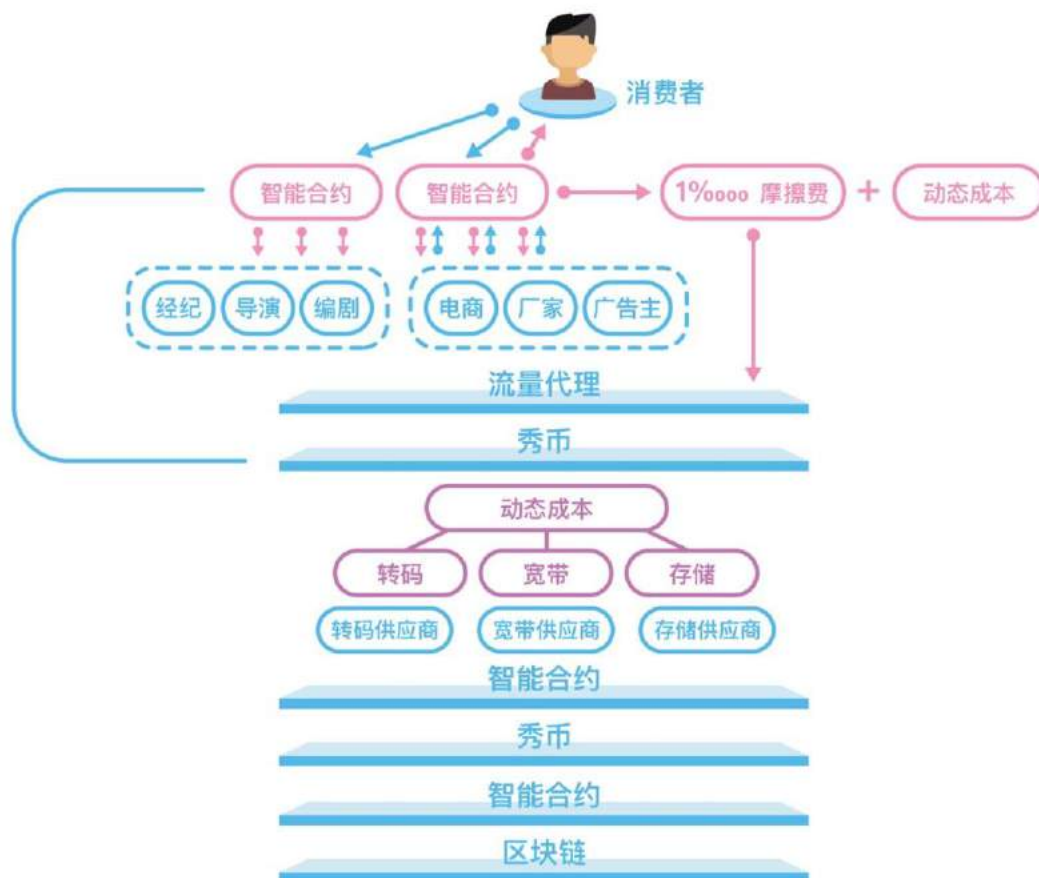 消费者
智能合约 智能合约 1%oooo 摩擦费 + 动态成本
经纪 导演 编剧 电商 厂家 广告主
流量代理
秀币
动态成本
转码 宽带 存储
转码供应商 宽带供应商 存储供应商
智能合约
秀币
智能合约
区块链